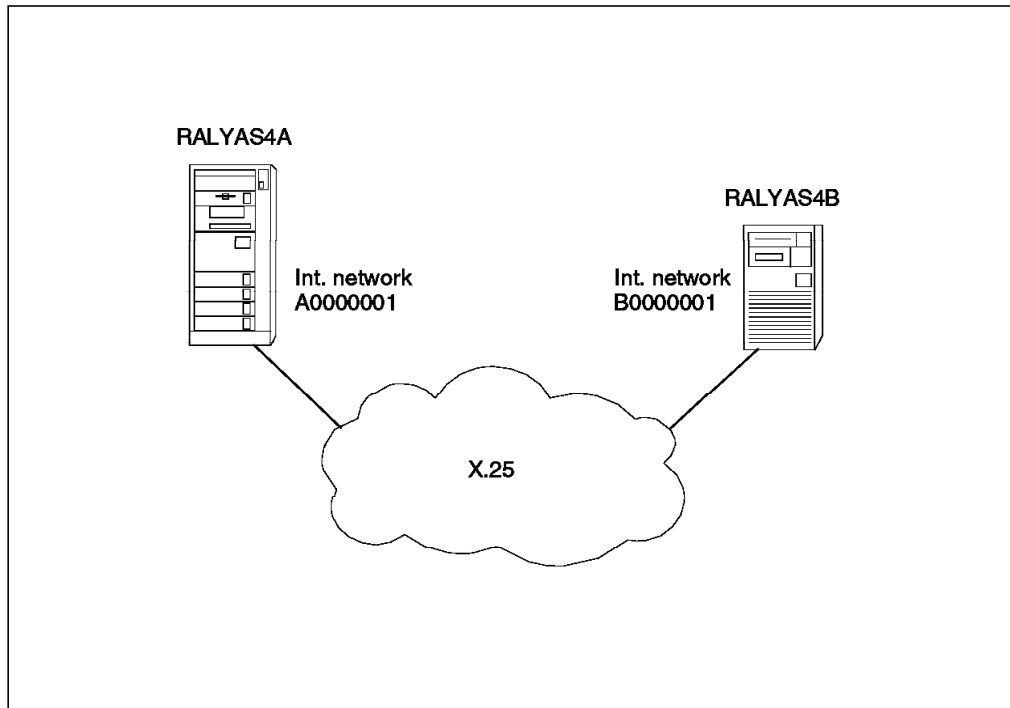 RALYAS4A
RALYAS4B
Int. network
A0000001
Int. network
B0000001
X.25